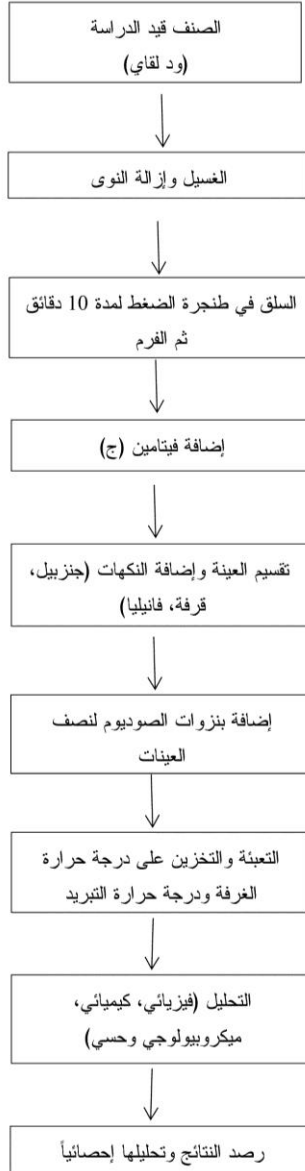 الصنف قيد الدراسة
(ود لقاي)
الغسيل وإزالة النوى
السلق في طنجرة الضغط لمدة 10 دقائق
ثم الفرم
إضافة فيتامين (ج)
تقسيم العينة وإضافة النكهات (جنزبيل،
قرفة، فانيليا)
إضافة بنزوات الصوديوم لنصف
العينات
التعبئة والتخزين على درجة حرارة
الغرفة ودرجة حرارة التبريد
التحليل (فيزيائي، كيميائي،
ميكروبيولوجي وحسي)
رصد النتائج وتحليلها إحصائياً